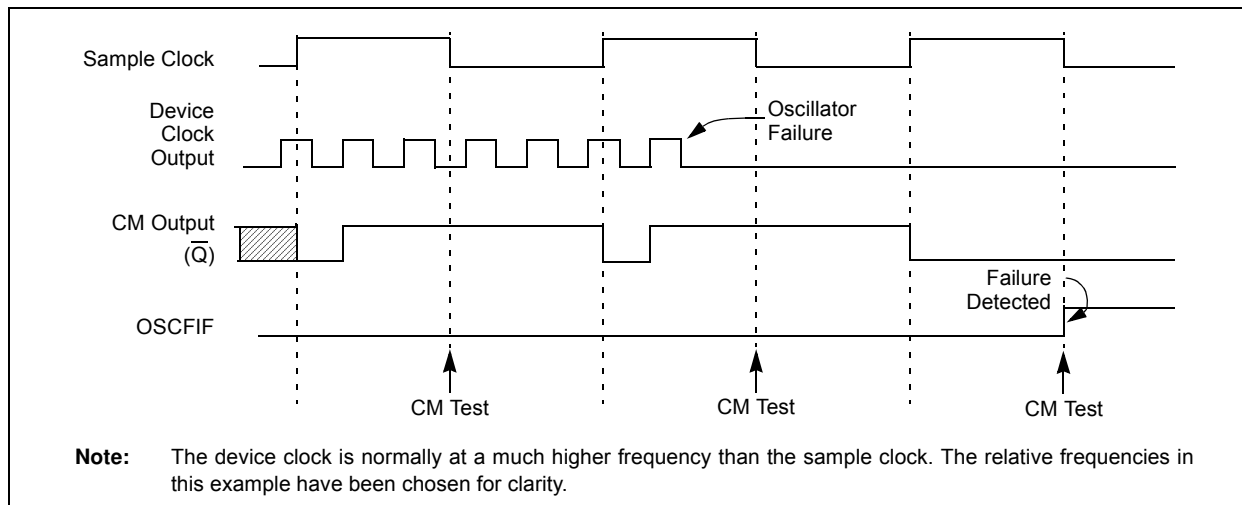 Sample Clock
Device
Clock
Output
Oscillator
Failure
CM Output
(Q̅)
Failure
Detected
OSCFIF
CM Test
CM Test
CM Test
Note: The device clock is normally at a much higher frequency than the sample clock. The relative frequencies in
this example have been chosen for clarity.